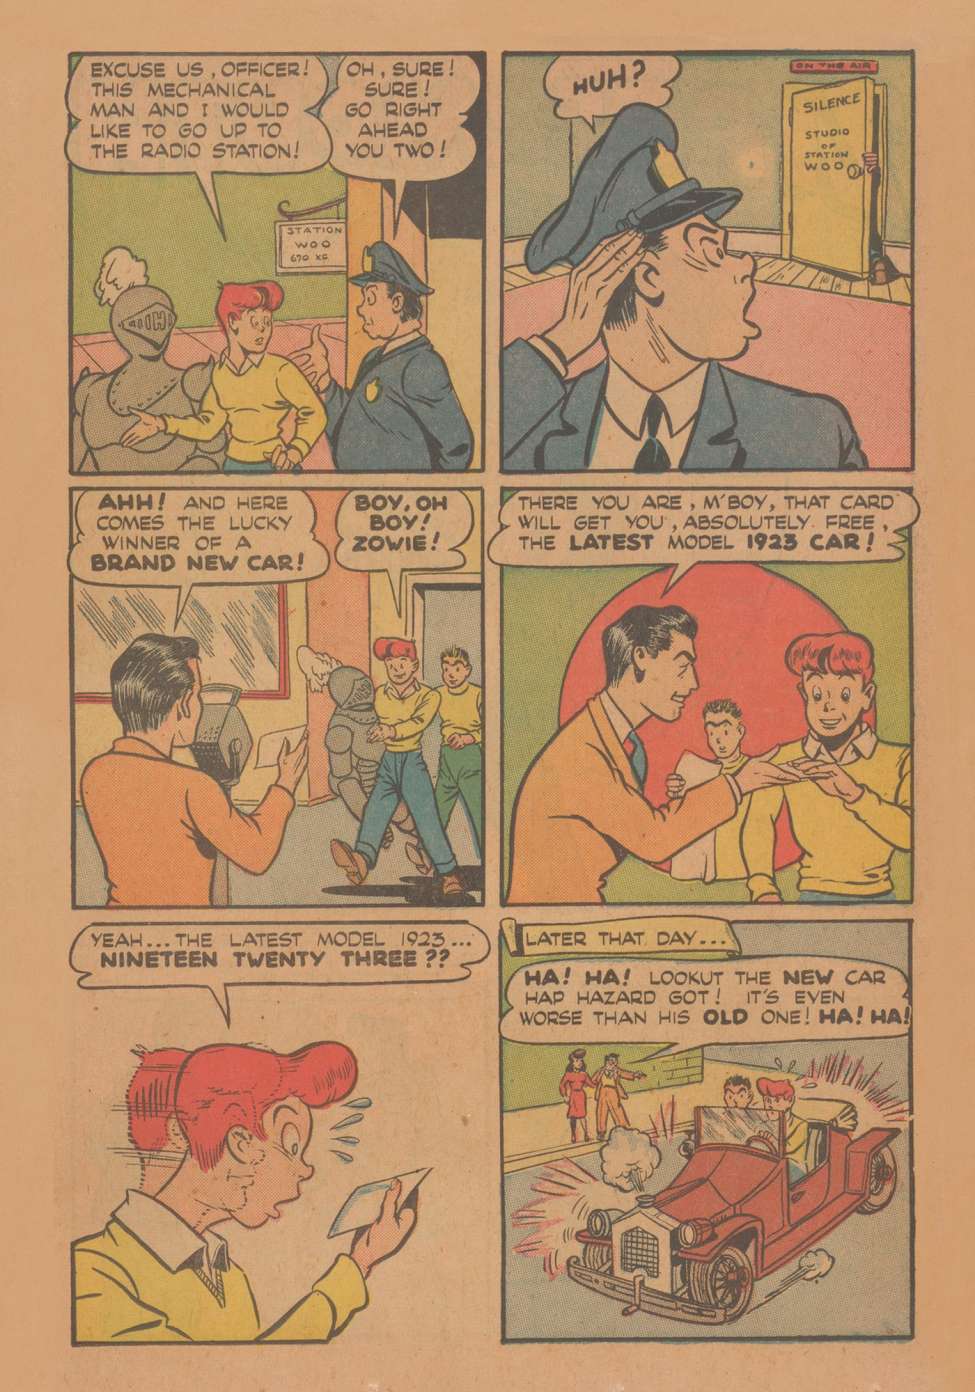 EXCUSE US, OFFICER!
THIS MECHANICAL
MAN AND I WOULD
LIKE TO GO UP TO
THE RADIO STATION!
OH, SURE!
SURE!
GO RIGHT
AHEAD
YOU TWO!
STATION
WOO
670 KC
HUH?
ON THE AIR
SILENCE
STUDIO
OF
STATION
WOO
AHH! AND HERE
COMES THE LUCKY
WINNER OF A
BRAND NEW CAR!
BOY, OH
BOY!
ZOWIE!
THERE YOU ARE, M'BOY, THAT CARD
WILL GET YOU, ABSOLUTELY FREE,
THE LATEST MODEL 1923 CAR!
YEAH... THE LATEST MODEL 1923...
NINETEEN TWENTY THREE??
LATER THAT DAY...
HA! HA! LOOKUT THE NEW CAR
HAP HAZARD GOT! IT'S EVEN
WORSE THAN HIS OLD ONE! HA! HA!